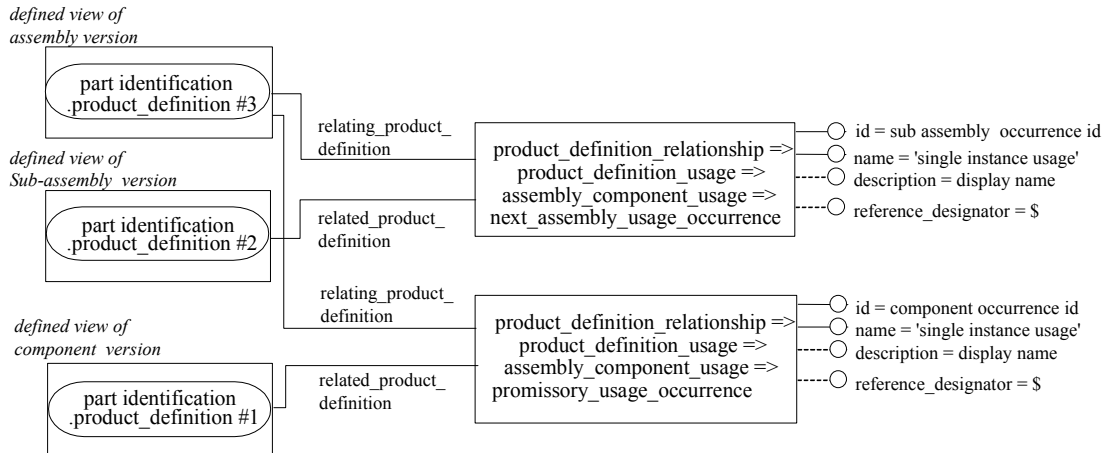 defined view of
assembly version
part identification
.product_definition #3
relating_product_
definition
product_definition_relationship =>
product_definition_usage =>
assembly_component_usage =>
next_assembly_usage_occurrence
id = sub assembly occurrence id
name = 'single instance usage'
description = display name
reference_designator = $
defined view of
Sub-assembly version
part identification
.product_definition #2
related_product_
definition
relating_product_
definition
product_definition_relationship =>
product_definition_usage =>
assembly_component_usage =>
promissory_usage_occurrence
id = component occurrence id
name = 'single instance usage'
description = display name
reference_designator = $
defined view of
component version
part identification
.product_definition #1
related_product_
definition